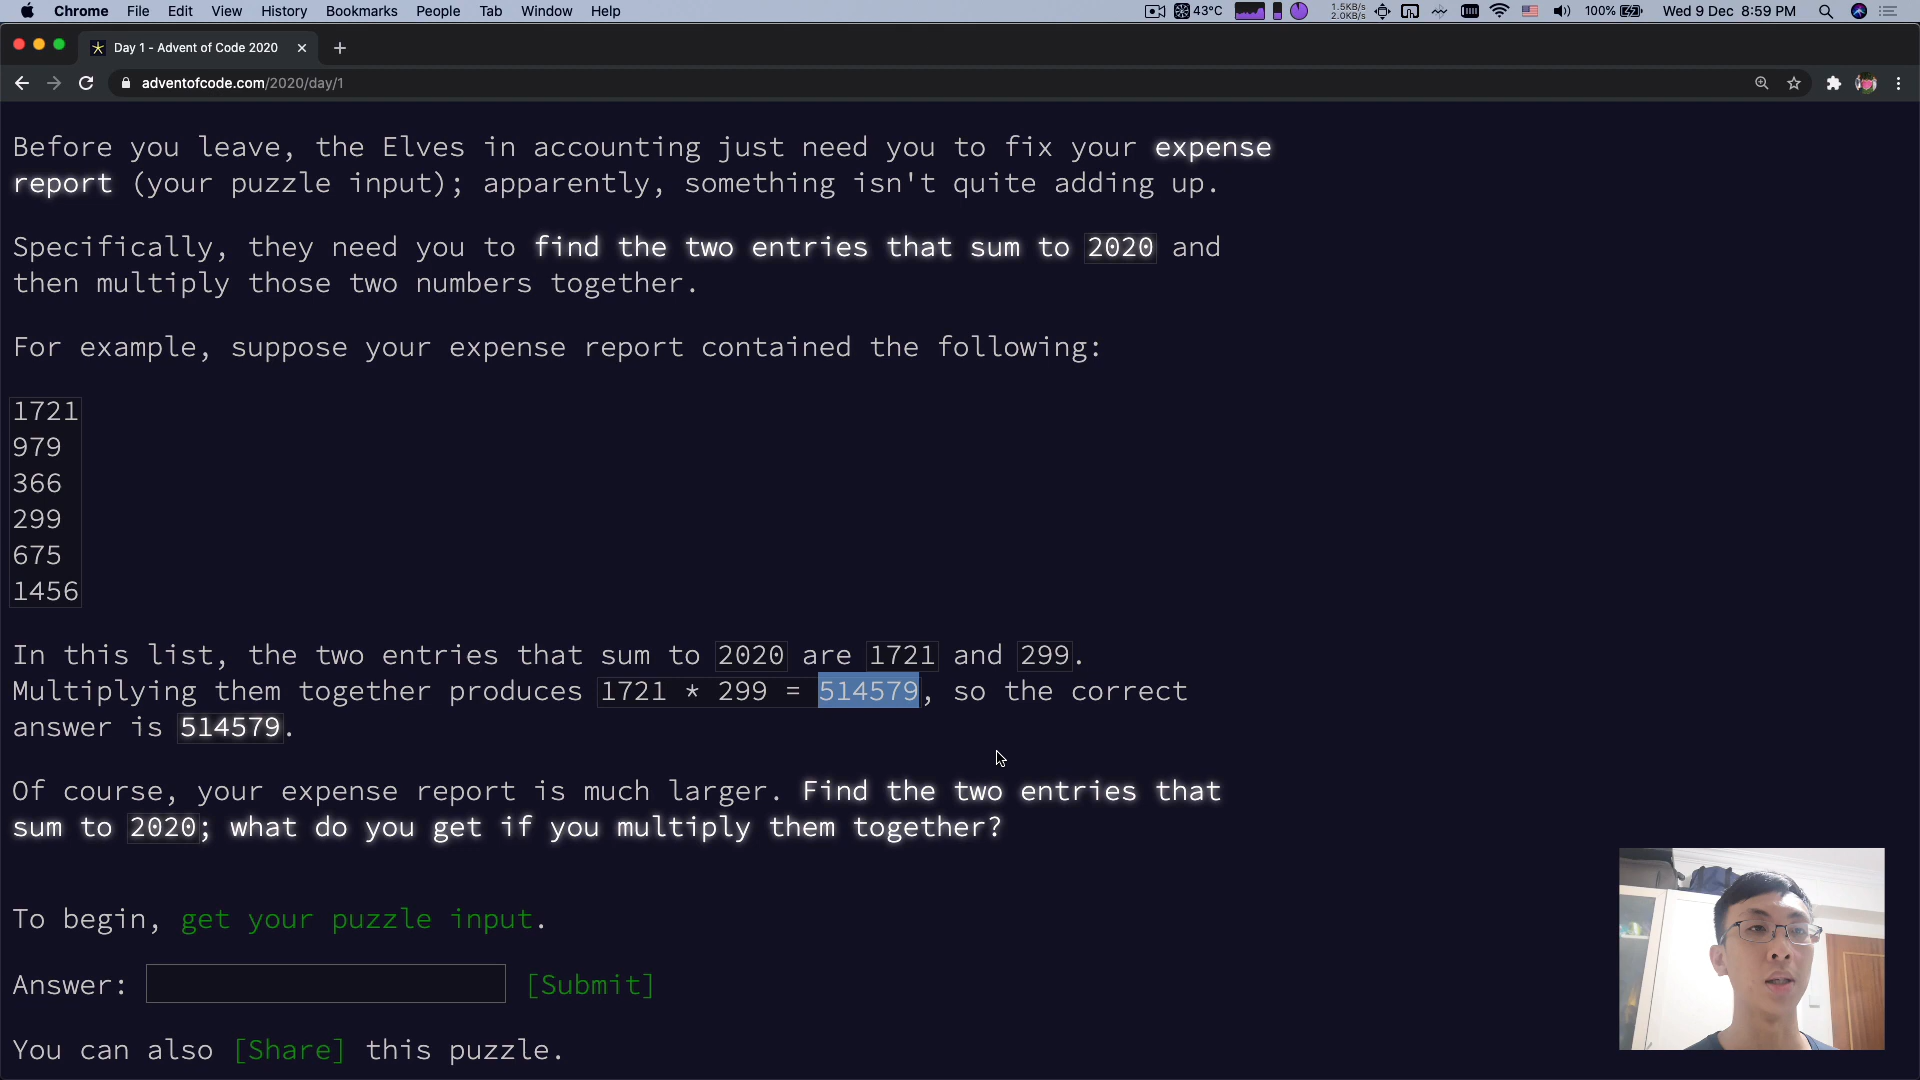 Chrome File Edit View History Bookmarks People Tab Window Help 43°C 1.5KB/s 2.0KB/s 100% Wed 9 Dec 8:59 PM
Day 1 - Advent of Code 2020
adventofcode.com/2020/day/1
Before you leave, the Elves in accounting just need you to fix your expense
report (your puzzle input); apparently, something isn't quite adding up.
Specifically, they need you to find the two entries that sum to 2020 and
then multiply those two numbers together.
For example, suppose your expense report contained the following:
1721
979
366
299
675
1456
In this list, the two entries that sum to 2020 are 1721 and 299.
Multiplying them together produces 1721 * 299 = 514579, so the correct
answer is 514579.
Of course, your expense report is much larger. Find the two entries that
sum to 2020; what do you get if you multiply them together?
To begin, get your puzzle input.
Answer: [Submit]
You can also [Share] this puzzle.